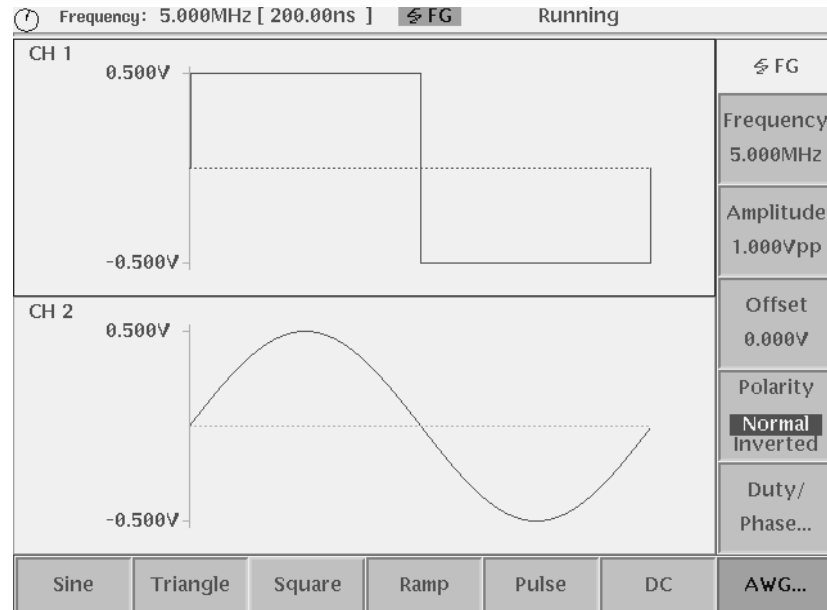 Frequency: 5.000MHz [ 200.00ns ] FG Running
CH 1
0.500V
-0.500V
CH 2
0.500V
-0.500V
FG
Frequency
5.000MHz
Amplitude
1.000Vpp
Offset
0.000V
Polarity
Normal
Inverted
Duty/
Phase...
Sine Triangle Square Ramp Pulse DC AWG...